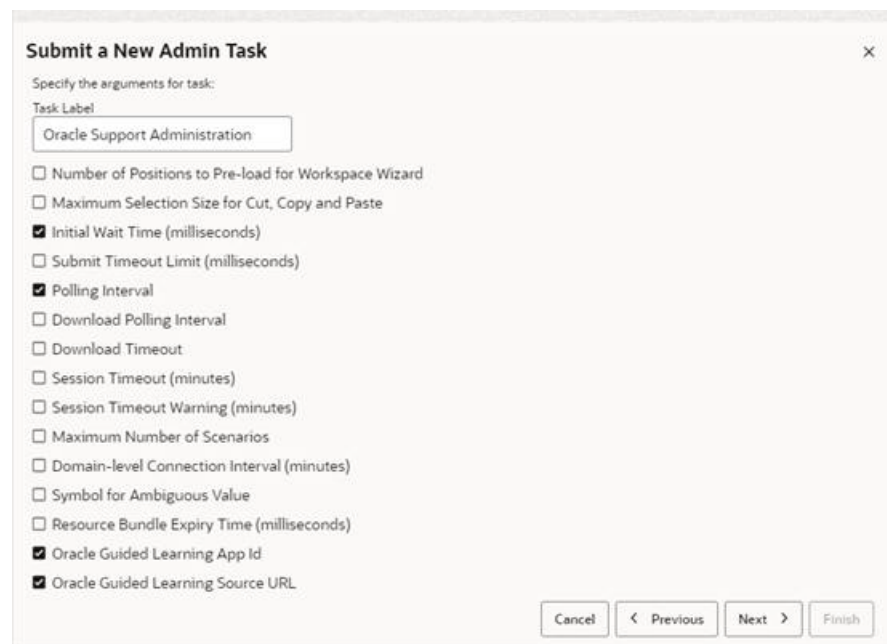 Submit a New Admin Task
Specify the arguments for task:
Task Label
Oracle Support Administration
Number of Positions to Pre-load for Workspace Wizard
Maximum Selection Size for Cut, Copy and Paste
Initial Wait Time (milliseconds)
Submit Timeout Limit (milliseconds)
Polling Interval
Download Polling Interval
Download Timeout
Session Timeout (minutes)
Session Timeout Warning (minutes)
Maximum Number of Scenarios
Domain-level Connection Interval (minutes)
Symbol for Ambiguous Value
Resource Bundle Expiry Time (milliseconds)
Oracle Guided Learning App Id
Oracle Guided Learning Source URL
Cancel Previous Next Finish